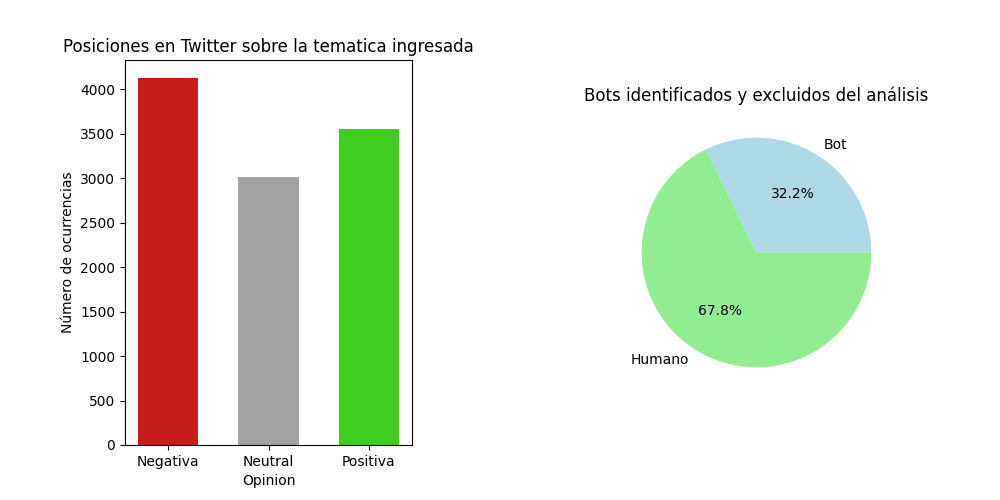 Posiciones en Twitter sobre la tematica ingresada
Número de ocurrencias
4000
3500
3000
2500
2000
1500
1000
500
0
Negativa
Neutral
Positiva
Opinion
Bots identificados y excluidos del análisis
Bot
32.2%
67.8%
Humano